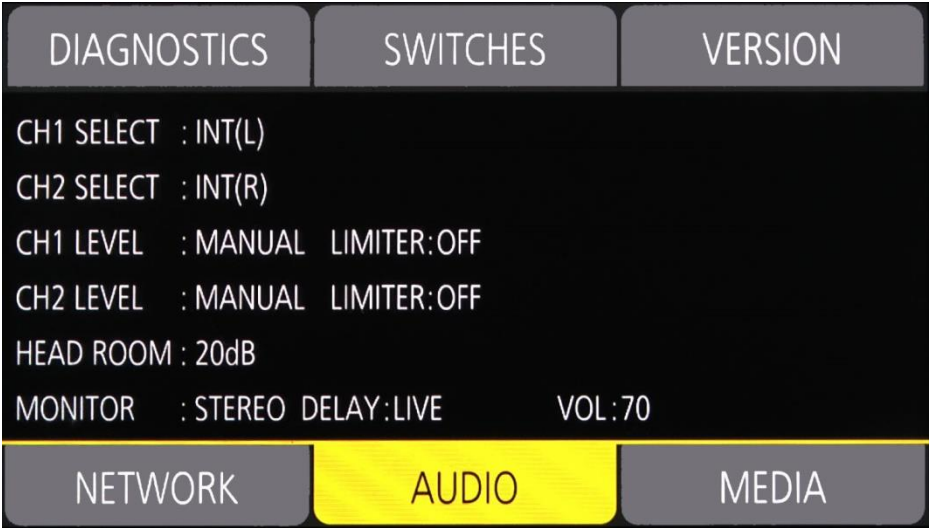 DIAGNOSTICS SWITCHES VERSION
CH1 SELECT : INT(L)
CH2 SELECT : INT(R)
CH1 LEVEL : MANUAL LIMITER:OFF
CH2 LEVEL : MANUAL LIMITER:OFF
HEAD ROOM : 20dB
MONITOR : STEREO DELAY:LIVE VOL:70
NETWORK AUDIO MEDIA